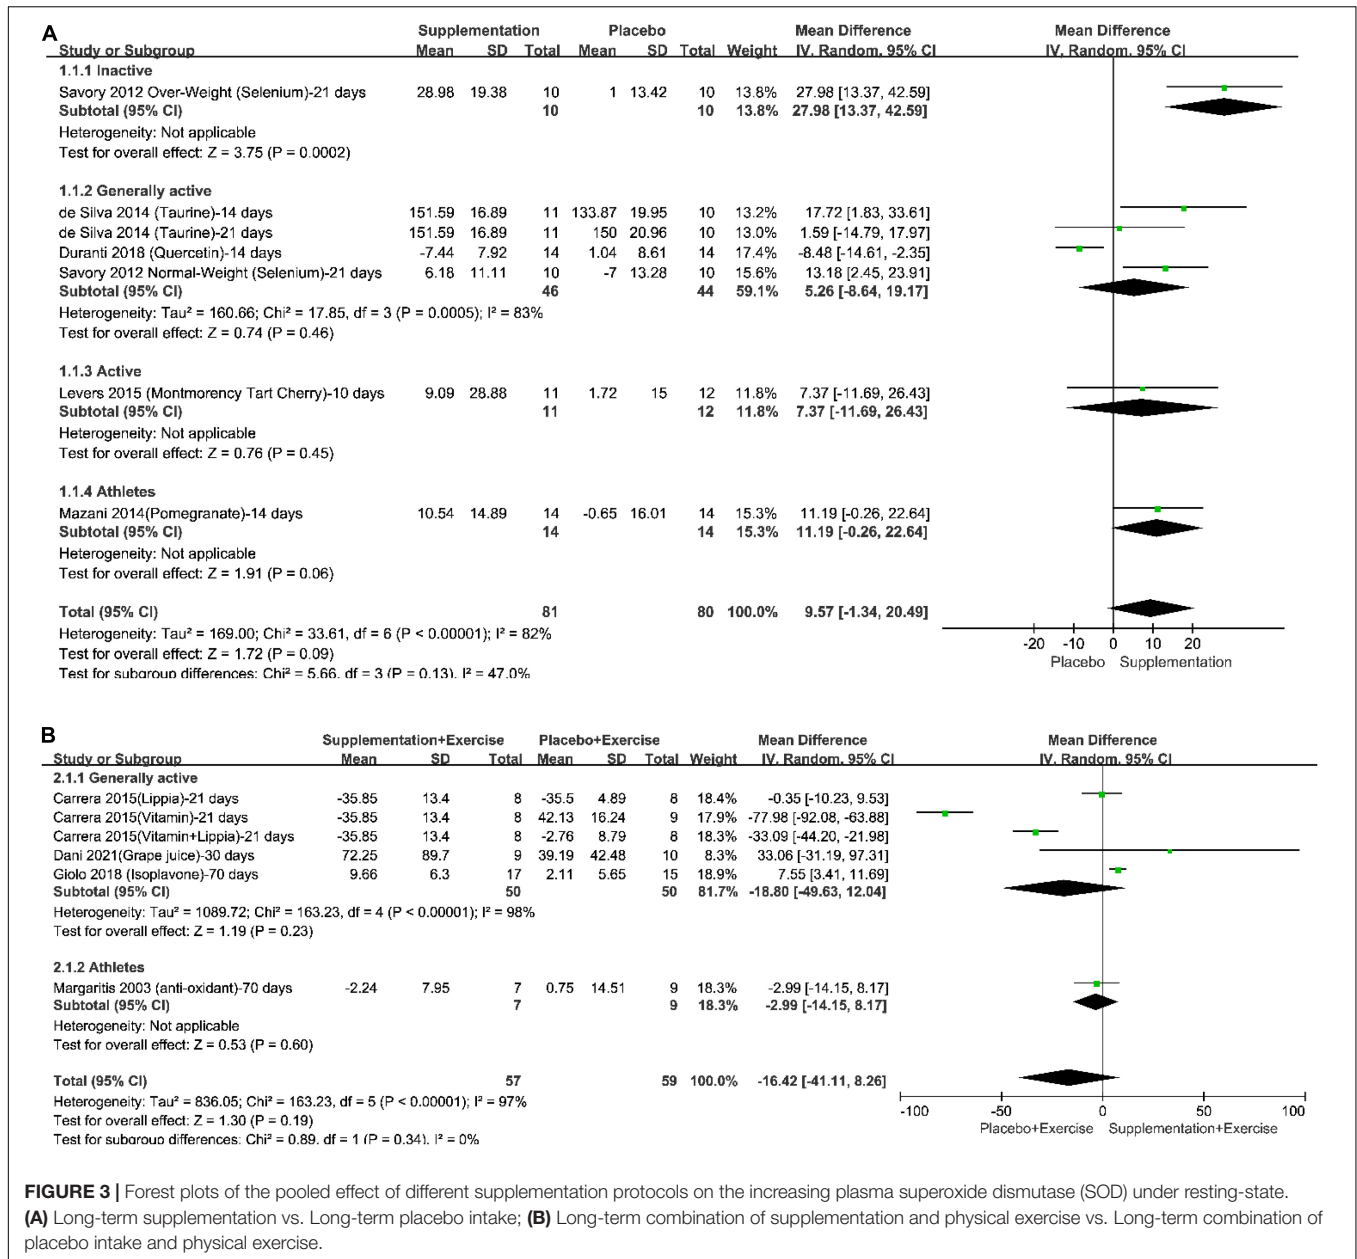 A
Supplementation Placebo Mean Difference Mean Difference
Study or Subgroup Mean SD Total Mean SD Total Weight IV, Random, 95% CI IV, Random, 95% CI
1.1.1 Inactive
Savory 2012 Over-Weight (Selenium)-21 days 28.98 19.38 10 1 13.42 10 13.8% 27.98 [13.37, 42.59]
Subtotal (95% CI) 10 10 13.8% 27.98 [13.37, 42.59]
Heterogeneity: Not applicable
Test for overall effect: Z = 3.75 (P = 0.0002)
1.1.2 Generally active
de Silva 2014 (Taurine)-14 days 151.59 16.89 11 133.87 19.95 10 13.2% 17.72 [1.83, 33.61]
de Silva 2014 (Taurine)-21 days 151.59 16.89 11 150 20.96 10 13.0% 1.59 [-14.79, 17.97]
Duranti 2018 (Quercetin)-14 days -7.44 7.92 14 1.04 8.61 14 17.4% -8.48 [-14.61, -2.35]
Savory 2012 Normal-Weight (Selenium)-21 days 6.18 11.11 10 -7 13.28 10 15.6% 13.18 [2.45, 23.91]
Subtotal (95% CI) 46 44 59.1% 5.26 [-8.64, 19.17]
Heterogeneity: Tau² = 160.66; Chi² = 17.85, df = 3 (P = 0.0005); I² = 83%
Test for overall effect: Z = 0.74 (P = 0.46)
1.1.3 Active
Levers 2015 (Montmorency Tart Cherry)-10 days 9.09 28.88 11 1.72 15 12 11.8% 7.37 [-11.69, 26.43]
Subtotal (95% CI) 11 12 11.8% 7.37 [-11.69, 26.43]
Heterogeneity: Not applicable
Test for overall effect: Z = 0.76 (P = 0.45)
1.1.4 Athletes
Mazani 2014(Pomegranate)-14 days 10.54 14.89 14 -0.65 16.01 14 15.3% 11.19 [-0.26, 22.64]
Subtotal (95% CI) 14 14 15.3% 11.19 [-0.26, 22.64]
Heterogeneity: Not applicable
Test for overall effect: Z = 1.91 (P = 0.06)
Total (95% CI) 81 80 100.0% 9.57 [-1.34, 20.49]
Heterogeneity: Tau² = 169.00; Chi² = 33.61, df = 6 (P < 0.00001); I² = 82%
Test for overall effect: Z = 1.72 (P = 0.09)
Test for subgroup differences: Chi² = 5.66, df = 3 (P = 0.13), I² = 47.0%
-20 -10 0 10 20
Placebo Supplementation
B
Supplementation+Exercise Placebo+Exercise Mean Difference Mean Difference
Study or Subgroup Mean SD Total Mean SD Total Weight IV, Random, 95% CI IV, Random, 95% CI
2.1.1 Generally active
Carrera 2015(Lippia)-21 days -35.85 13.4 8 -35.5 4.89 8 18.4% -0.35 [-10.23, 9.53]
Carrera 2015(Vitamin)-21 days -35.85 13.4 8 42.13 16.24 9 17.9% -77.98 [-92.08, -63.88]
Carrera 2015(Vitamin+Lippia)-21 days -35.85 13.4 8 -2.76 8.79 8 18.3% -33.09 [-44.20, -21.98]
Dani 2021(Grape juice)-30 days 72.25 89.7 9 39.19 42.48 10 8.3% 33.06 [-31.19, 97.31]
Giolo 2018 (Isoplavone)-70 days 9.66 6.3 17 2.11 5.65 15 18.9% 7.55 [3.41, 11.69]
Subtotal (95% CI) 50 50 81.7% -18.80 [-49.63, 12.04]
Heterogeneity: Tau² = 1089.72; Chi² = 163.23, df = 4 (P < 0.00001); I² = 98%
Test for overall effect: Z = 1.19 (P = 0.23)
2.1.2 Athletes
Margaritis 2003 (anti-oxidant)-70 days -2.24 7.95 7 0.75 14.51 9 18.3% -2.99 [-14.15, 8.17]
Subtotal (95% CI) 7 9 18.3% -2.99 [-14.15, 8.17]
Heterogeneity: Not applicable
Test for overall effect: Z = 0.53 (P = 0.60)
Total (95% CI) 57 59 100.0% -16.42 [-41.11, 8.26]
Heterogeneity: Tau² = 836.05; Chi² = 163.23, df = 5 (P < 0.00001); I² = 97%
Test for overall effect: Z = 1.30 (P = 0.19)
Test for subgroup differences: Chi² = 0.89, df = 1 (P = 0.34), I² = 0%
-100 -50 0 50 100
Placebo+Exercise Supplementation+Exercise
FIGURE 3 | Forest plots of the pooled effect of different supplementation protocols on the increasing plasma superoxide dismutase (SOD) under resting-state.
(A) Long-term supplementation vs. Long-term placebo intake; (B) Long-term combination of supplementation and physical exercise vs. Long-term combination of
placebo intake and physical exercise.